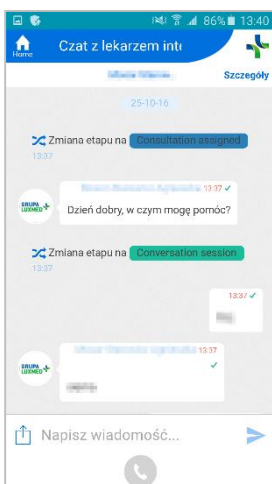 86% 13:40
Home Czat z lekarzem inte
Szczegóły
25-10-16
Zmiana etapu na Consultation assigned
13:37
13:37
GRUPA LUXMED
Dzień dobry, w czym mogę pomóc?
Zmiana etapu na Conversation session
13:37
13:37
13:37
GRUPA LUXMED
Napisz wiadomość...